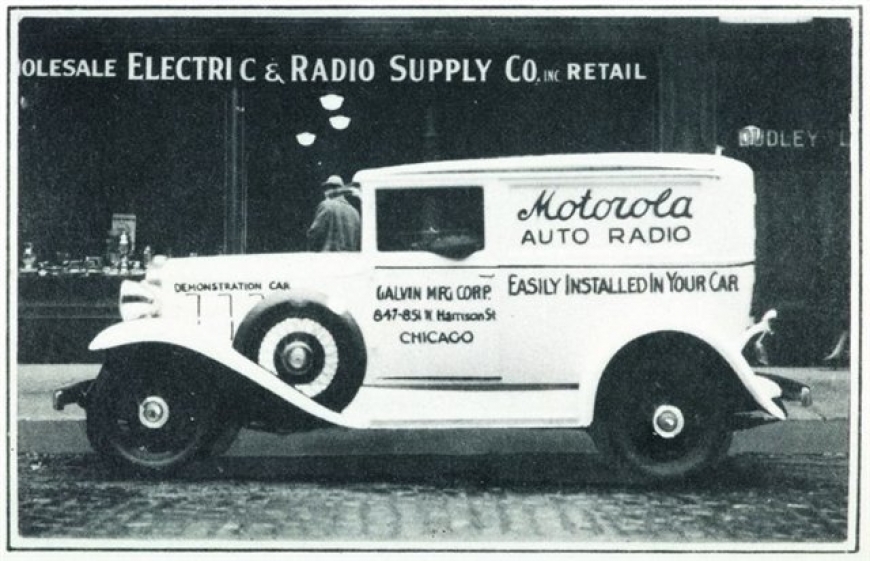 OLESALE ELECTRIC & RADIO SUPPLY CO. INC RETAIL
DUDLEY
Motorola
AUTO RADIO
DEMONSTRATION CAR
GALVIN MFG CORP.
847-851 W Harrison St
CHICAGO
EASILY INSTALLED IN YOUR CAR